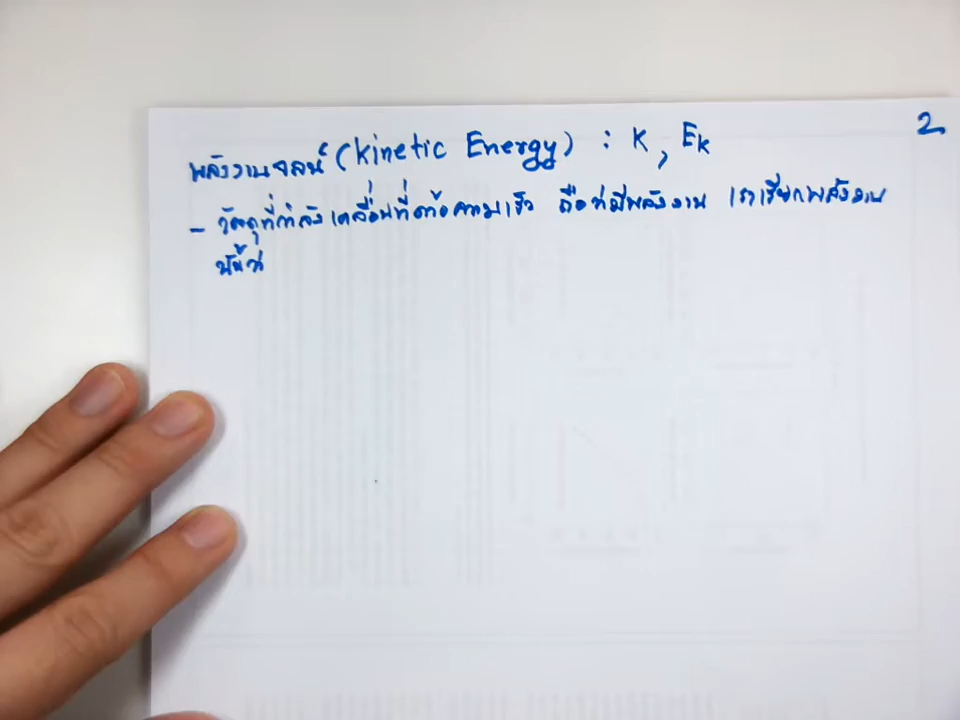 2
พลังงานจลน์ (kinetic Energy) : K, Ek
- วัตถุที่กำลังเคลื่อนที่ด้วยความเร็ว ถือว่ามีพลังงาน เราเรียกพลังงาน
นั้นว่า